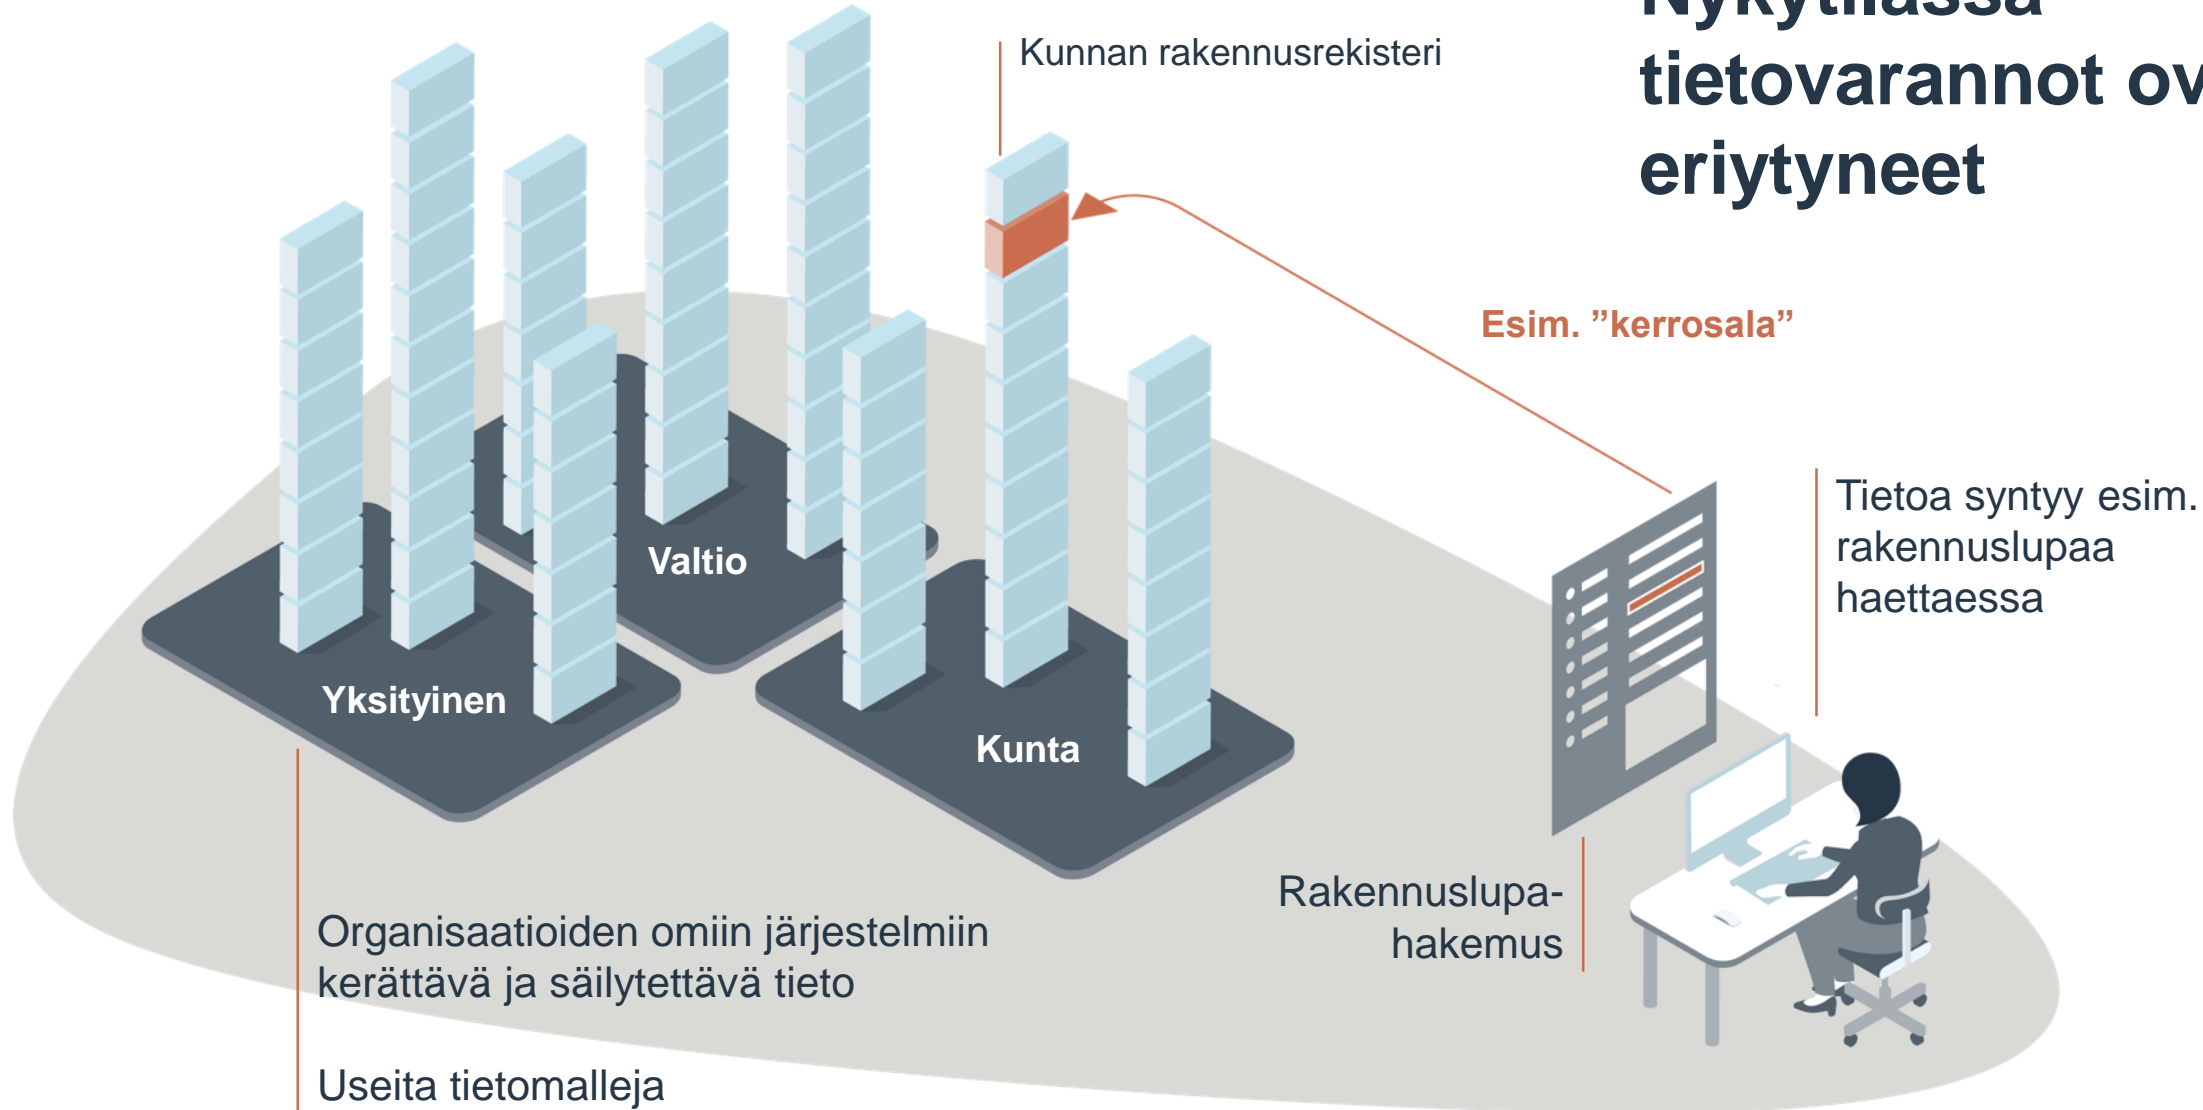 Nykytilassa
tietovarannot ov
eriytyneet
Kunnan rakennusrekisteri
Esim. ”kerrosala”
Tietoa syntyy esim.
rakennuslupaa
haettaessa
Valtio
Yksityinen
Kunta
Rakennuslupa-
hakemus
Organisaatioiden omiin järjestelmiin
kerättävä ja säilytettävä tieto
Useita tietomalleja